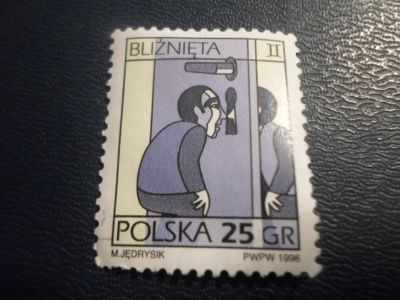 BLIŹNIĘTA II
POLSKA 25 GR
M.JĘDRYSIK PWPW 1996